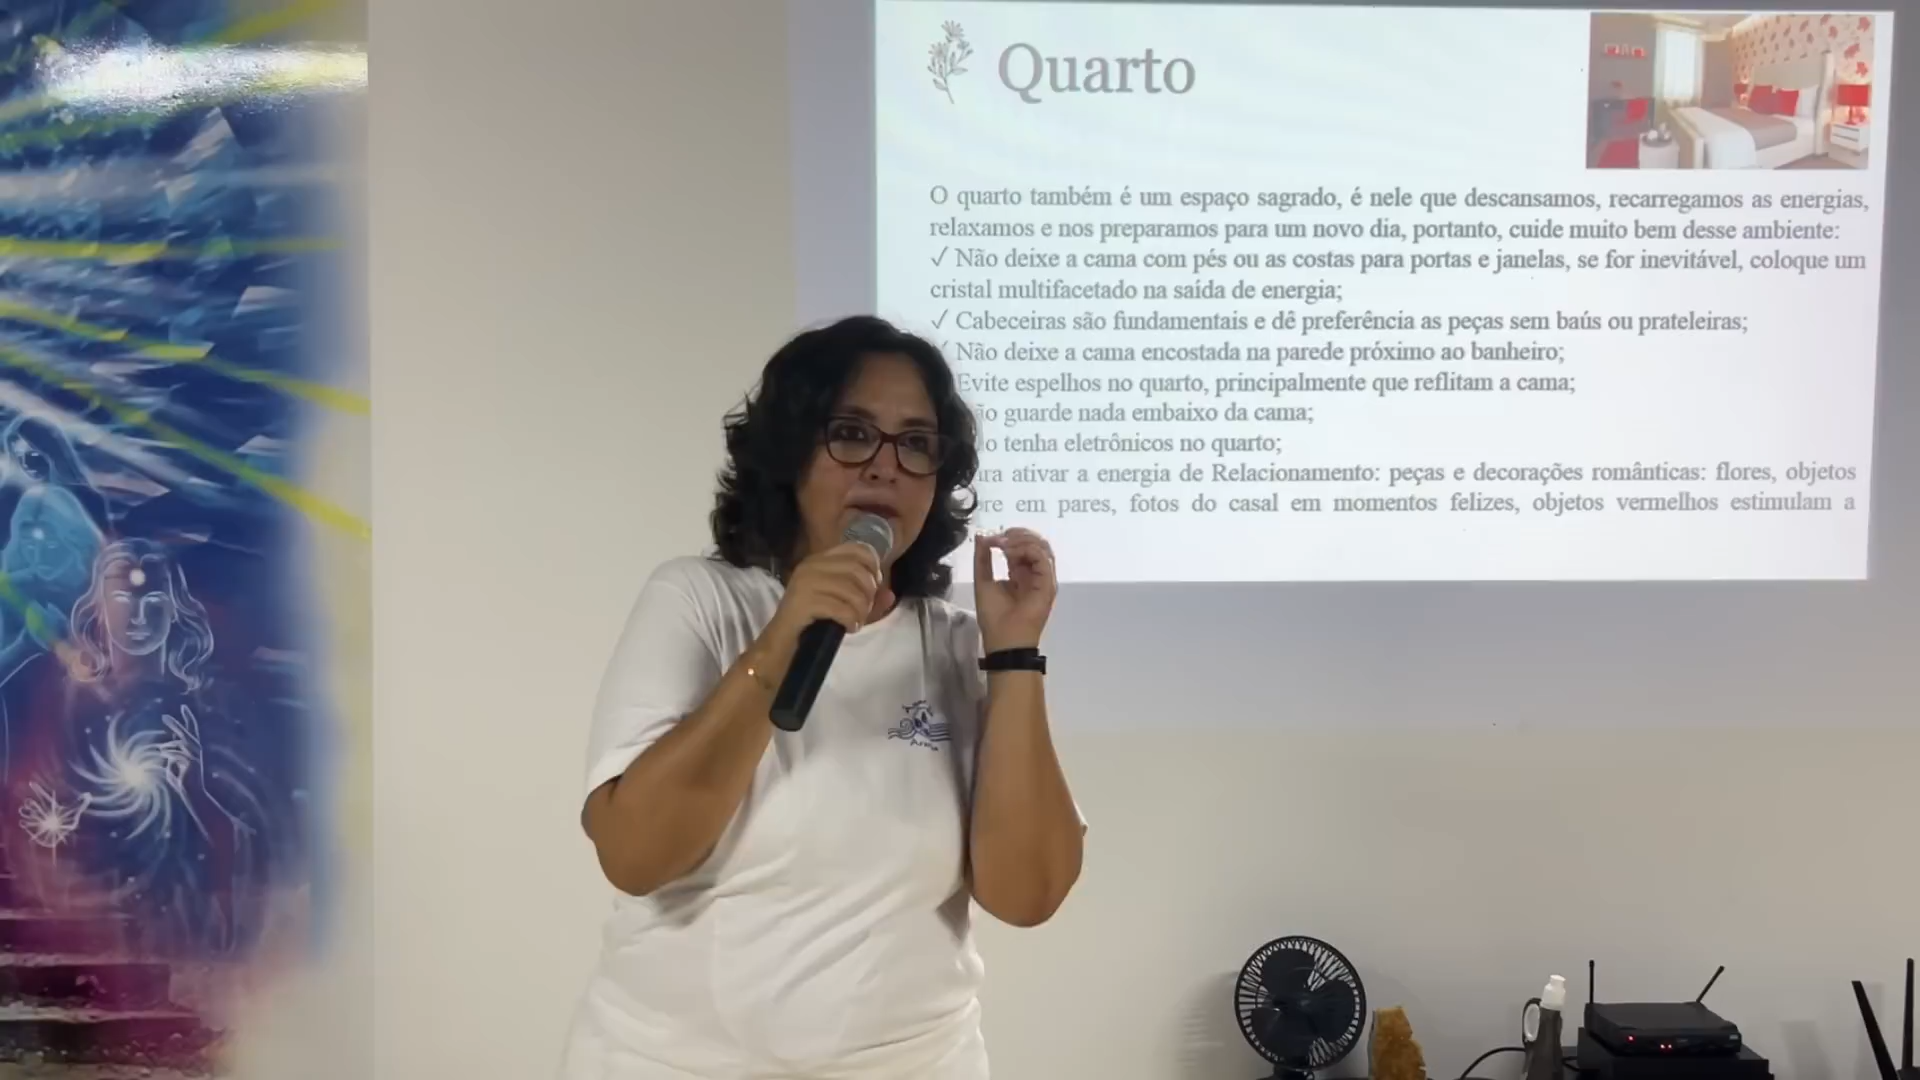 Quarto
O quarto também é um espaço sagrado, é nele que descansamos, recarregamos as energias,
relaxamos e nos preparamos para um novo dia, portanto, cuide muito bem desse ambiente:
✓ Não deixe a cama com pés ou as costas para portas e janelas, se for inevitável, coloque um
cristal multifacetado na saída de energia;
✓ Cabeceiras são fundamentais e dê preferência as peças sem baús ou prateleiras;
Não deixe a cama encostada na parede próximo ao banheiro;
Evite espelhos no quarto, principalmente que reflitam a cama;
guarde nada embaixo da cama;
tenha eletrônicos no quarto;
ativar a energia de Relacionamento: peças e decorações românticas: flores, objetos
em pares, fotos do casal em momentos felizes, objetos vermelhos estimulam a